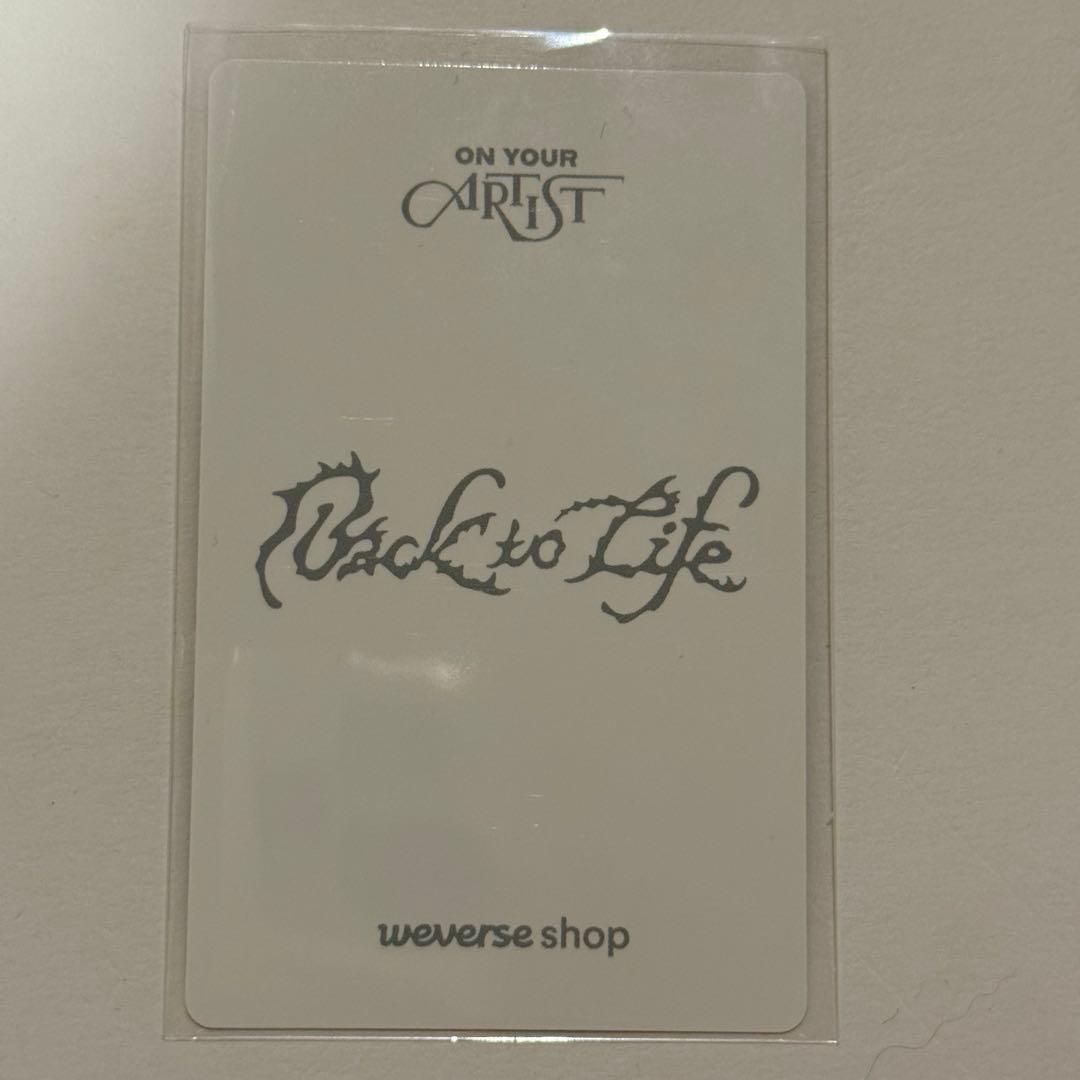 ON YOUR
ARTIST
Back to Life
weverse shop